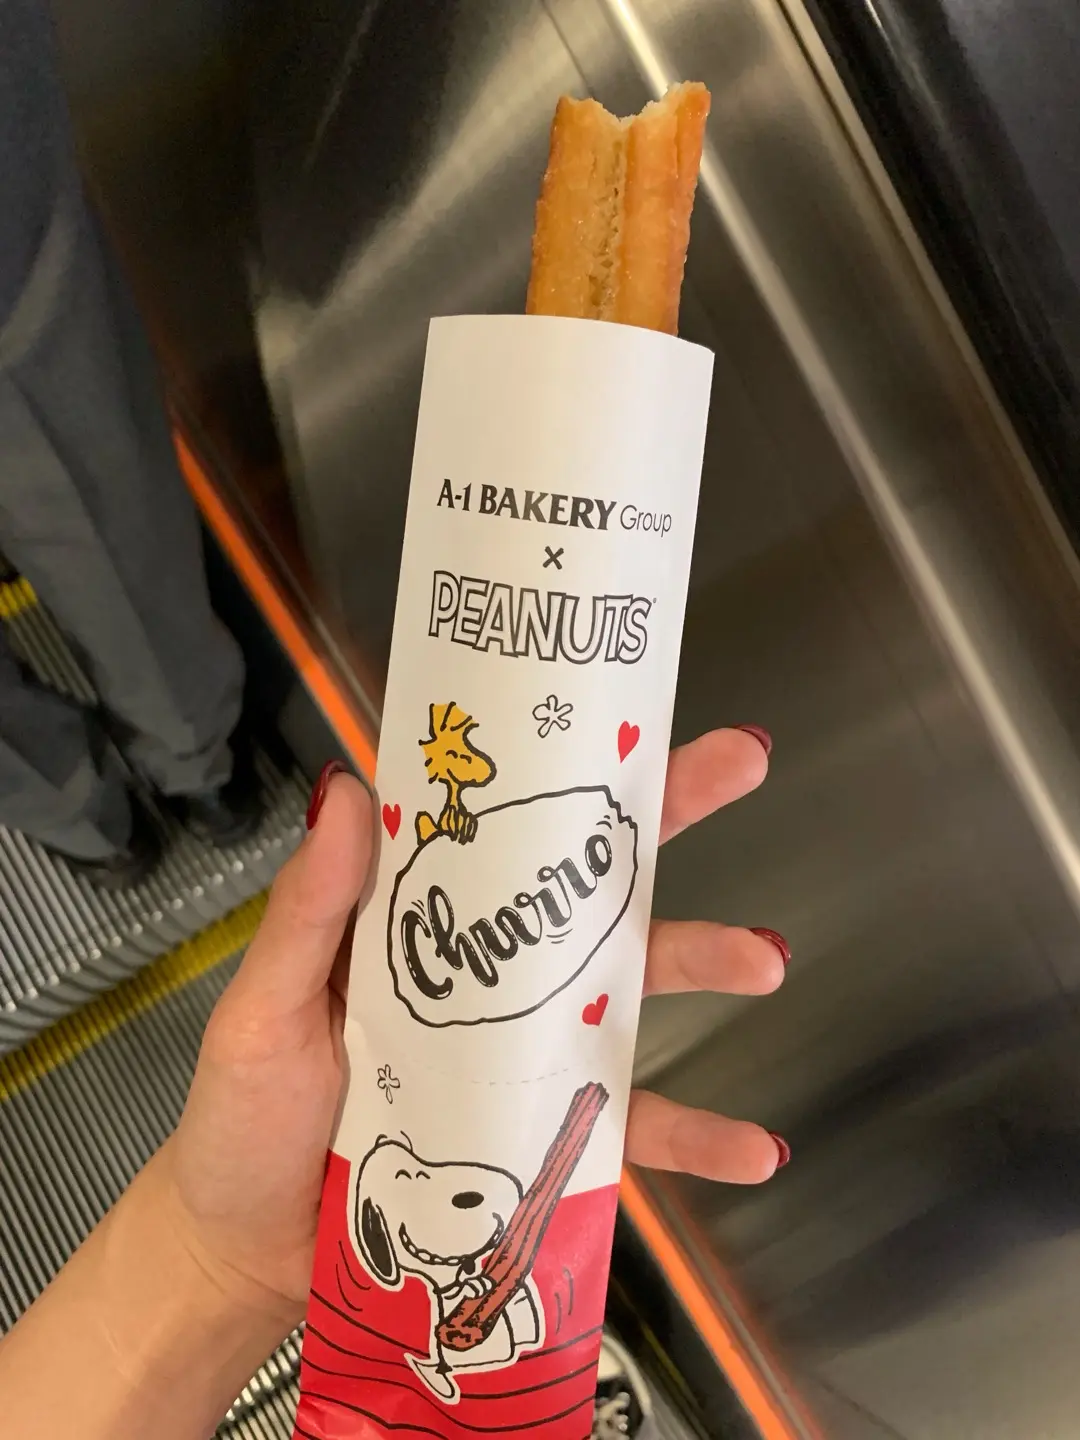 A-1 BAKERY Group
×
PEANUTS
Churro